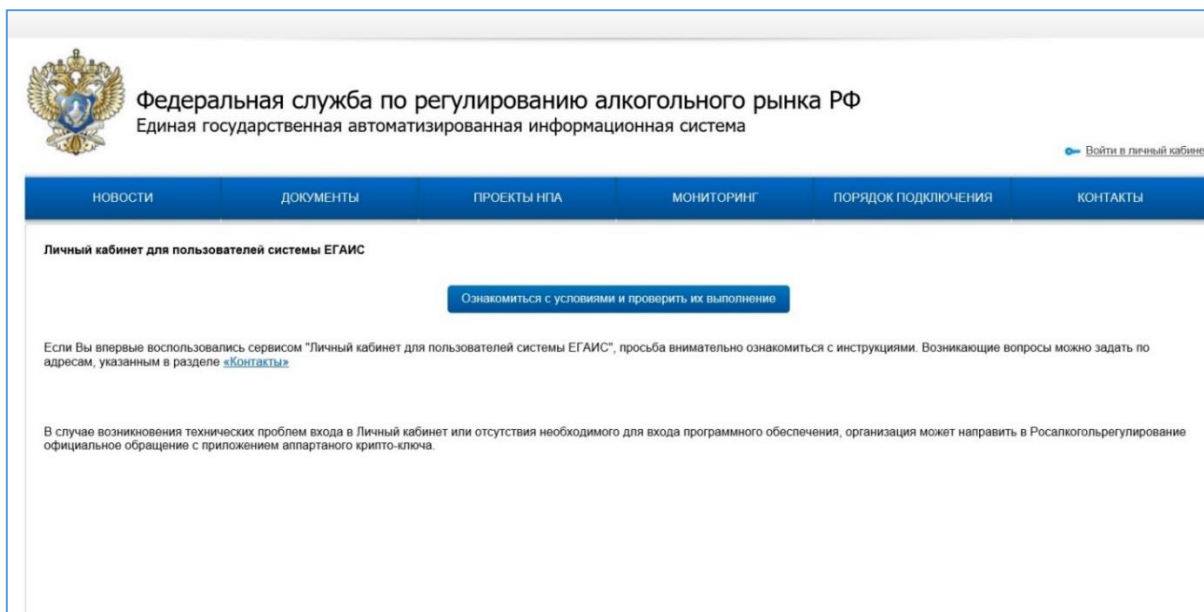 Федеральная служба по регулированию алкогольного рынка РФ
Единая государственная автоматизированная информационная система
Войти в личный кабине
НОВОСТИ ДОКУМЕНТЫ ПРОЕКТЫ НПА МОНИТОРИНГ ПОРЯДОК ПОДКЛЮЧЕНИЯ КОНТАКТЫ
Личный кабинет для пользователей системы ЕГАИС
Ознакомиться с условиями и проверить их выполнение
Если Вы впервые воспользовались сервисом "Личный кабинет для пользователей системы ЕГАИС", просьба внимательно ознакомиться с инструкциями. Возникающие вопросы можно задать по
адресам, указанным в разделе «Контакты»
В случае возникновения технических проблем входа в Личный кабинет или отсутствия необходимого для входа программного обеспечения, организация может направить в Росалкогольрегулирование
официальное обращение с приложением аппартаного крипто-ключа.